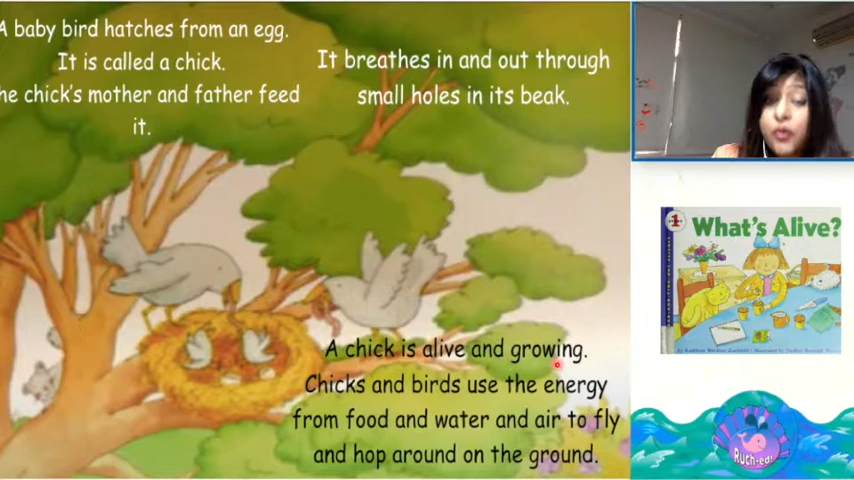 A baby bird hatches from an egg.
It is called a chick.
he chick's mother and father feed
it.
It breathes in and out through
small holes in its beak.
A chick is alive and growing.
Chicks and birds use the energy
from food and water and air to fly
and hop around on the ground.
1
What's Alive?
Ruch-ed!